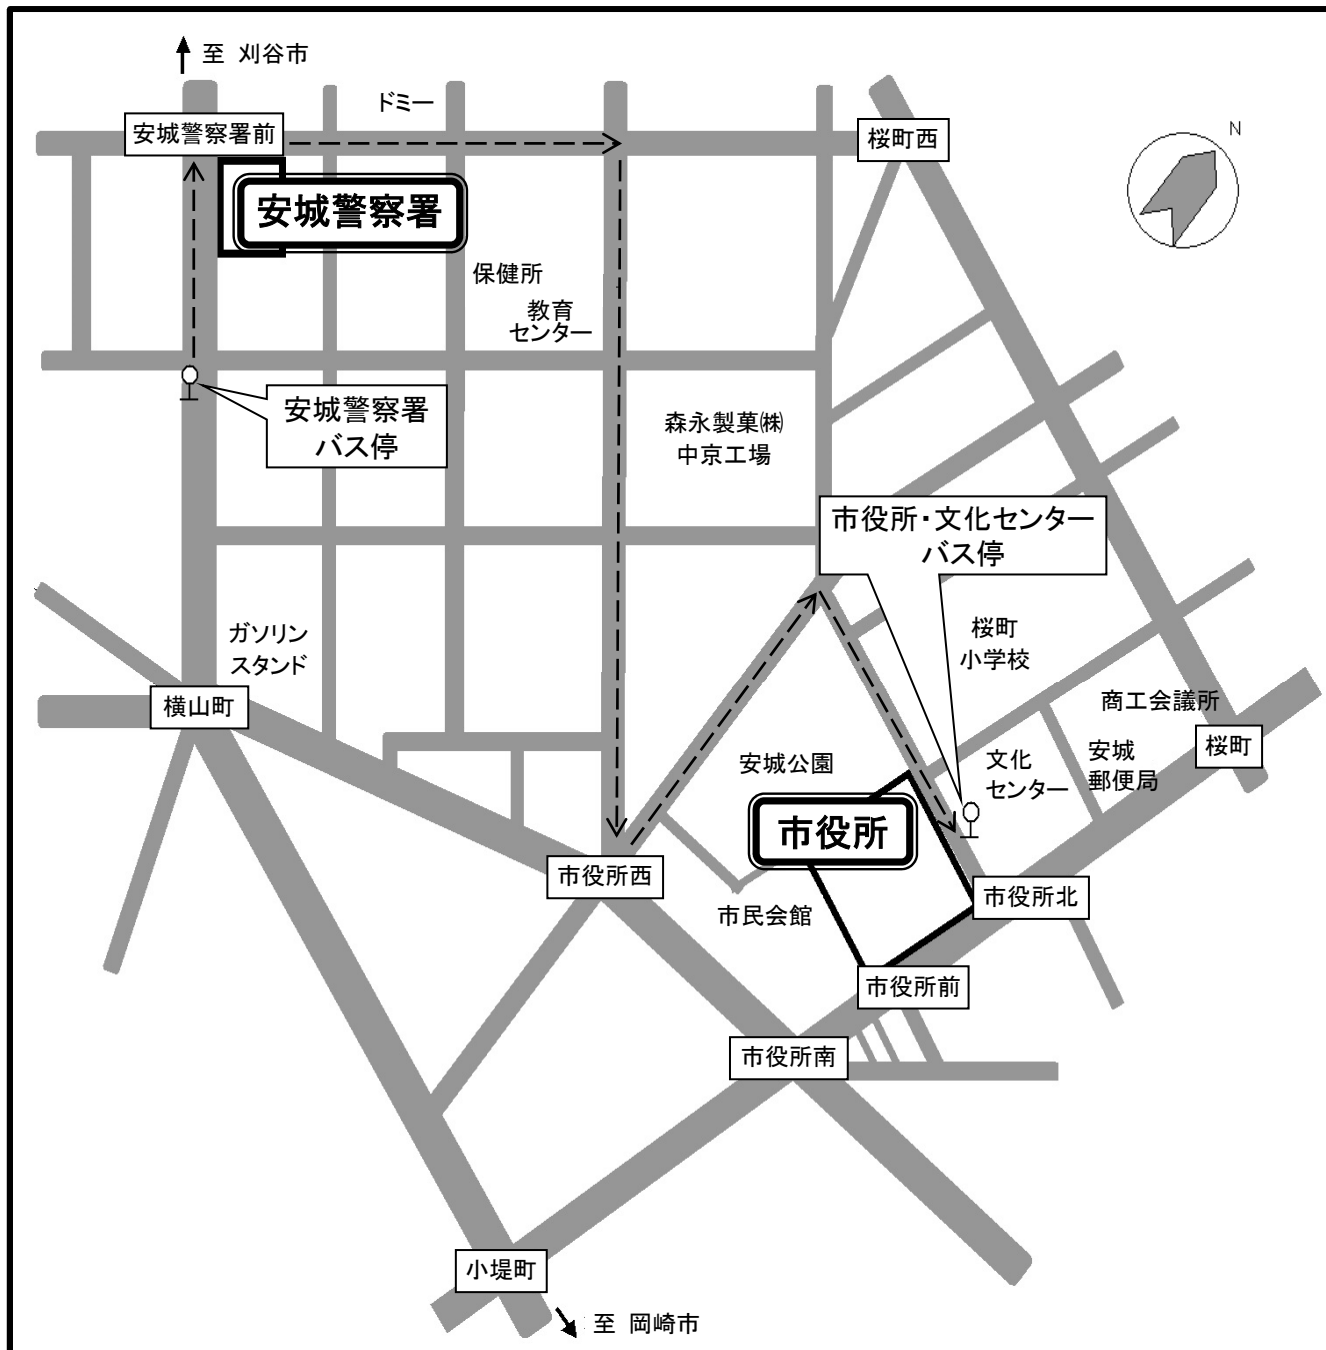 至 刈谷市
ドミー
N
安城警察署前
桜町西
安城警察署
保健所
教育
センター
安城警察署
バス停
森永製菓㈱
中京工場
市役所・文化センター
バス停
ガソリン
スタンド
桜町
小学校
横山町
商工会議所
桜町
安城公園
文化
センター
安城
郵便局
市役所
市役所西
市民会館
市役所北
市役所前
市役所南
小堤町
至 岡崎市